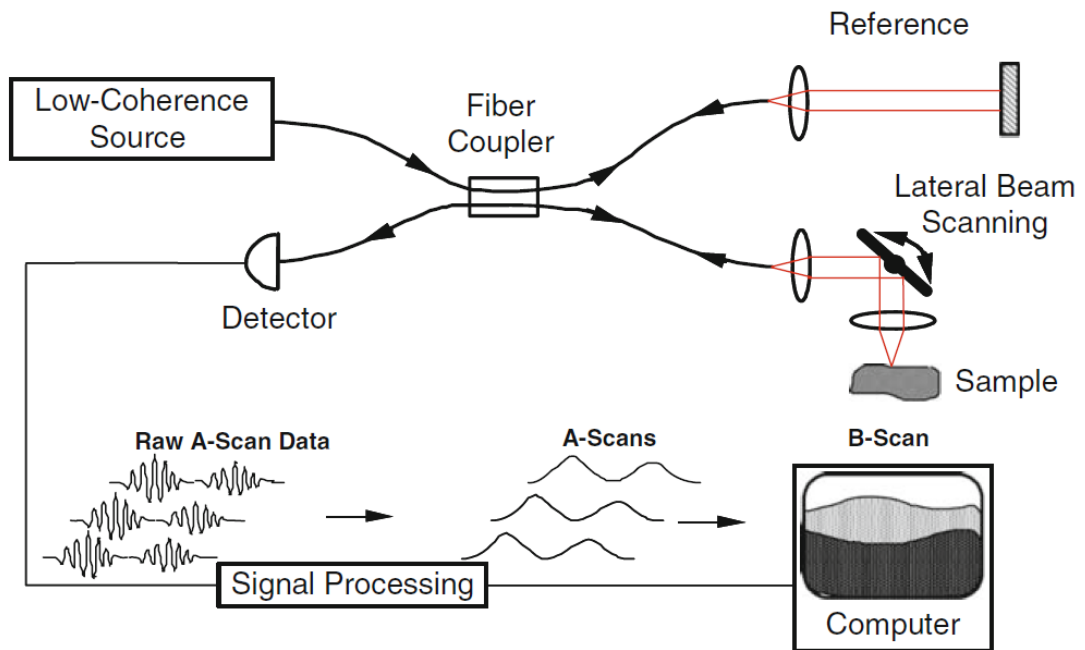 Reference
Low-Coherence
Source
Fiber
Coupler
Lateral Beam
Scanning
Detector
Sample
Raw A-Scan Data
A-Scans
B-Scan
Signal Processing
Computer